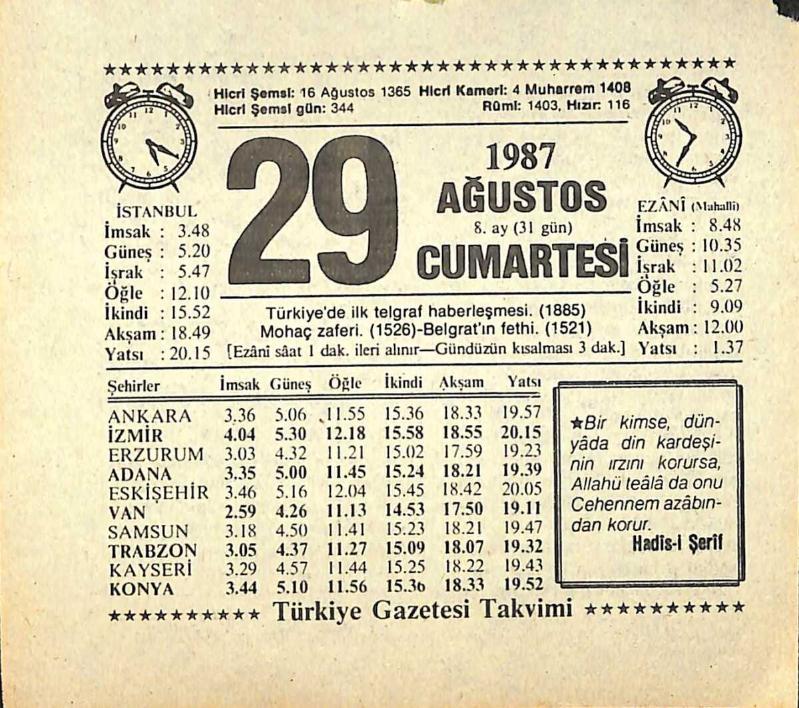 ★★★★★★★★★★★★★★★★★★★★★★★★★★★★★★★★★★★★★★★★★★★★★★★
Hicri Şemsi: 16 Ağustos 1365 Hicri Kameri: 4 Muharrem 1408
Hicri Şemsi gün: 344 Rûmi: 1403, Hızır: 116
29
1987
AĞUSTOS
8. ay (31 gün)
CUMARTESİ
İSTANBUL
İmsak : 3.48
Güneş : 5.20
İşrak : 5.47
Öğle : 12.10
İkindi : 15.52
Akşam : 18.49
Yatsı : 20.15
EZÂNÎ (Mahalli)
İmsak : 8.48
Güneş : 10.35
İşrak : 11.02
Öğle : 5.27
İkindi : 9.09
Akşam : 12.00
Yatsı : 1.37
Türkiye'de ilk telgraf haberleşmesi. (1885)
Mohaç zaferi. (1526)-Belgrat'ın fethi. (1521)
[Ezânî sâat 1 dak. ileri alınır—Gündüzün kısalması 3 dak.]
Şehirler İmsak Güneş Öğle İkindi Akşam Yatsı
ANKARA 3.36 5.06 11.55 15.36 18.33 19.57
İZMİR 4.04 5.30 12.18 15.58 18.55 20.15
ERZURUM 3.03 4.32 11.21 15.02 17.59 19.23
ADANA 3.35 5.00 11.45 15.24 18.21 19.39
ESKİŞEHİR 3.46 5.16 12.04 15.45 18.42 20.05
VAN 2.59 4.26 11.13 14.53 17.50 19.11
SAMSUN 3.18 4.50 11.41 15.23 18.21 19.47
TRABZON 3.05 4.37 11.27 15.09 18.07 19.32
KAYSERİ 3.29 4.57 11.44 15.25 18.22 19.43
KONYA 3.44 5.10 11.56 15.36 18.33 19.52
★Bir kimse, dün-
yâda din kardeşi-
nin ırzını korursa,
Allahü teâlâ da onu
Cehennem azâbın-
dan korur.
Hadîs-i Şerif
★★★★★★★★★★ Türkiye Gazetesi Takvimi ★★★★★★★★★★